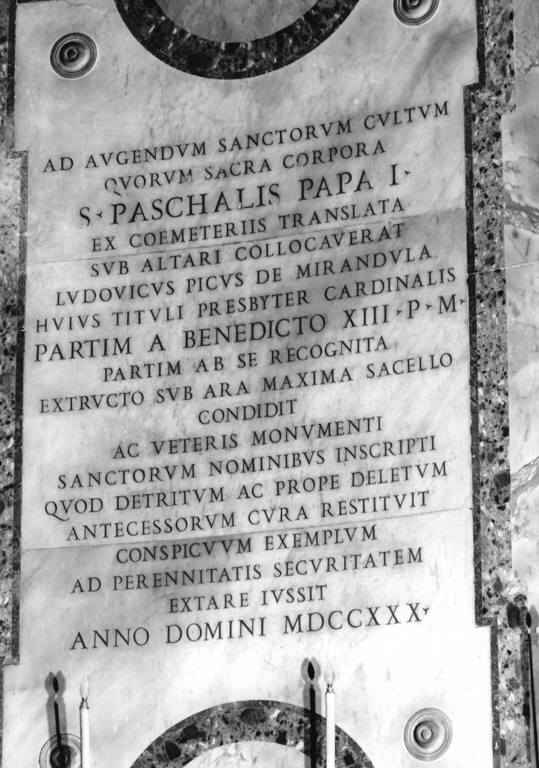 AD AVGENDVM SANCTORVM CVLTVM
QVORVM SACRA CORPORA
S· PASCHALIS PAPA I·
EX COEMETERIIS TRANSLATA
SVB ALTARI COLLOCAVERAT
LVDOVICVS PICVS DE MIRANDVLA
HVIVS TITVLI PRESBYTER CARDINALIS
PARTIM A BENEDICTO XIII·P·M·
PARTIM AB SE RECOGNITA
EXTRVCTO SVB ARA MAXIMA SACELLO
CONDIDIT
AC VETERIS MONVMENTI
SANCTORVM NOMINIBVS INSCRIPTI
QVOD DETRITVM AC PROPE DELETVM
ANTECESSORVM CVRA RESTITVIT
CONSPICVVM EXEMPLVM
AD PERENNITATIS SECVRITATEM
EXTARE IVSSIT
ANNO DOMINI MDCCXXX·